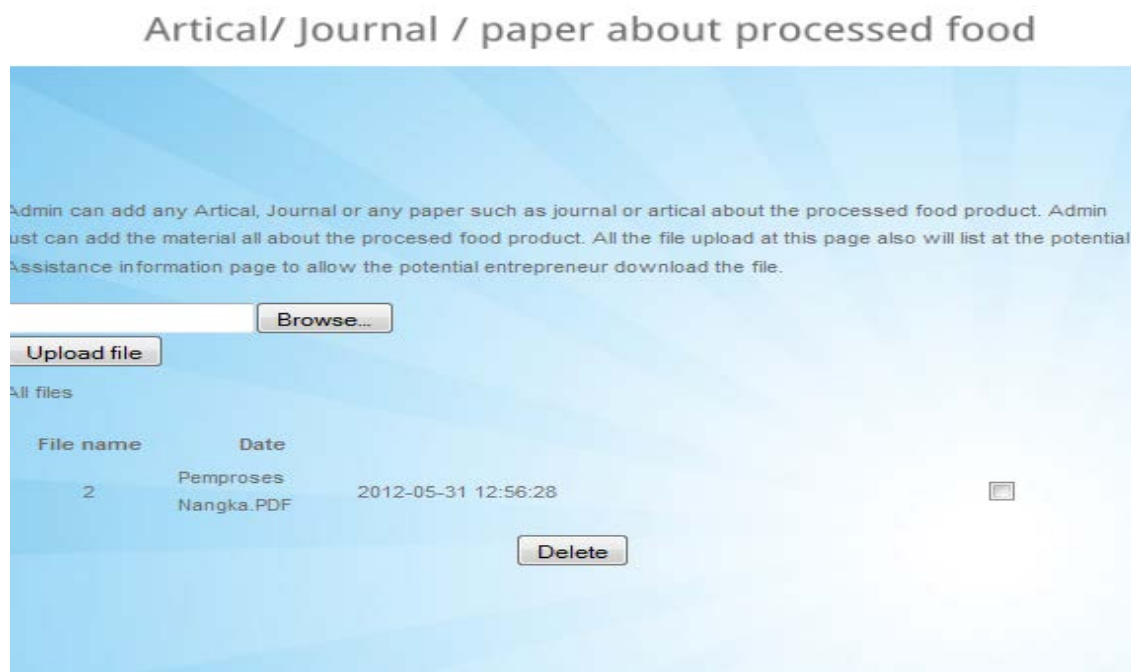 Artical/ Journal / paper about processed food
Admin can add any Artical, Journal or any paper such as journal or artical about the processed food product. Admin
ust can add the material all about the procesed food product. All the file upload at this page also will list at the potential
Assistance information page to allow the potential entrepreneur download the file.
Browse...
Upload file
All files
File name Date
2 Pemproses Nangka.PDF 2012-05-31 12:56:28
Delete